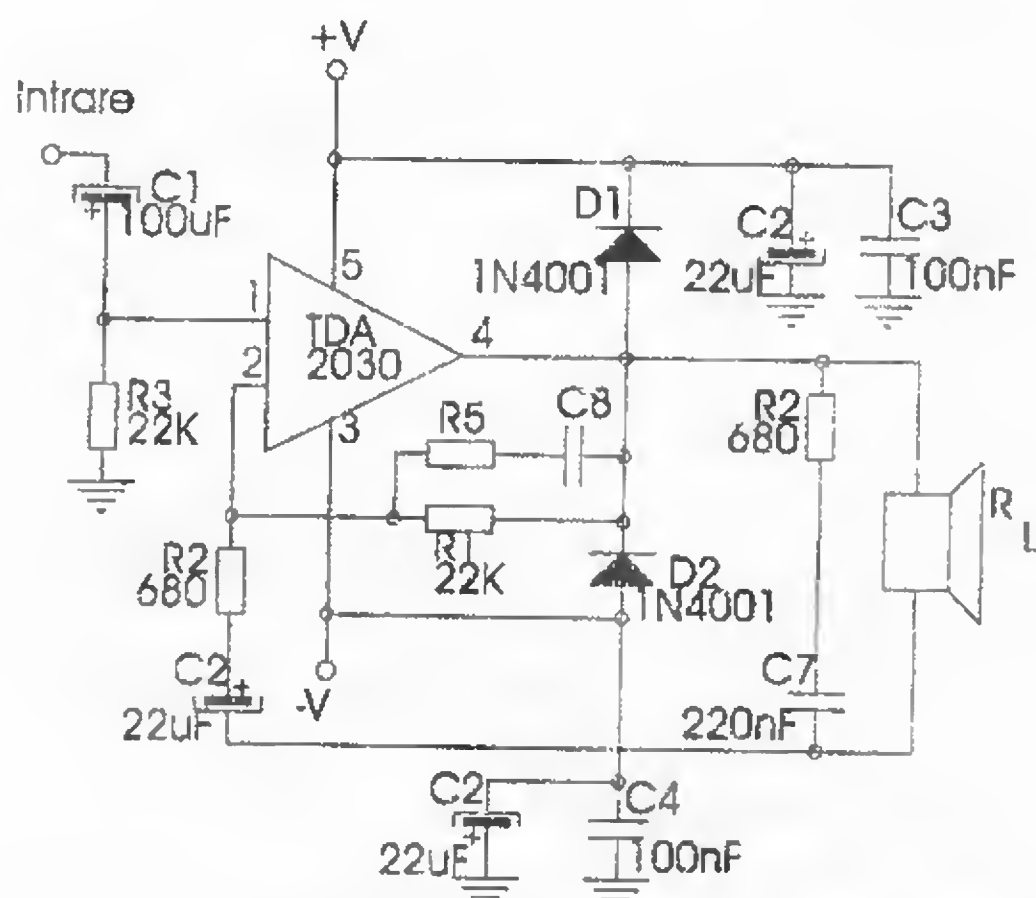 +V
Intrare
C1
100uF
D1
1N4001
C2
22uF
C3
100nF
5
1
2
TDA
2030
4
3
R3
22K
R5
C8
R2
680
R
L
R1
22K
R2
680
D2
1N4001
C2
22uF
-V
C7
220nF
C2
22uF
C4
100nF
+
+
+
+